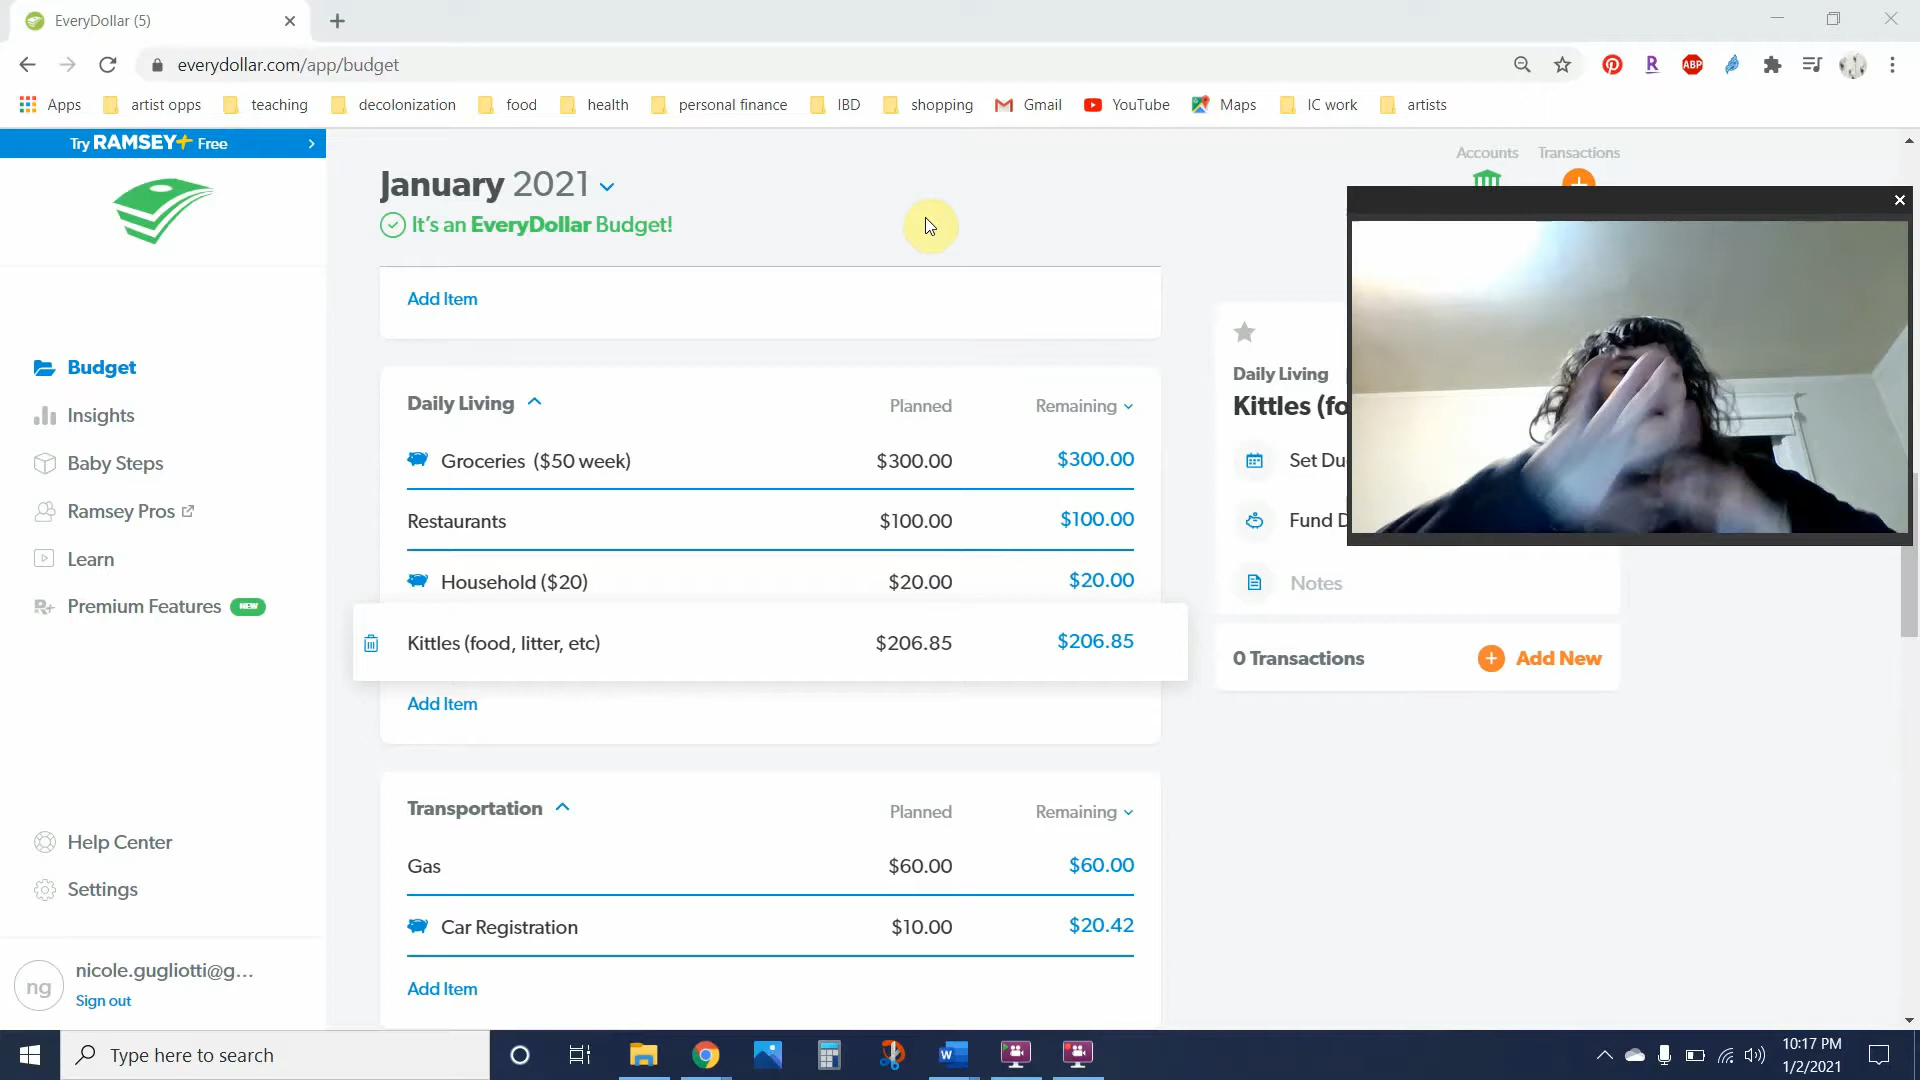 EveryDollar (5)
everydollar.com/app/budget
Apps artist opps teaching decolonization food health personal finance IBD shopping Gmail YouTube Maps IC work artists
Try RAMSEY+ Free
January 2021
It's an EveryDollar Budget!
Accounts Transactions
Add Item
Budget
Insights
Baby Steps
Ramsey Pros
Learn
Premium Features NEW
Help Center
Settings
ng
nicole.gugliotti@g...
Sign out
Daily Living Planned Remaining
Groceries ($50 week) $300.00 $300.00
Restaurants $100.00 $100.00
Household ($20) $20.00 $20.00
Kittles (food, litter, etc) $206.85 $206.85
Add Item
Transportation Planned Remaining
Gas $60.00 $60.00
Car Registration $10.00 $20.42
Add Item
Daily Living
Kittles (fo
Set Du
Fund D
Notes
0 Transactions Add New
Type here to search
10:17 PM
1/2/2021
R
ABP
R+
W